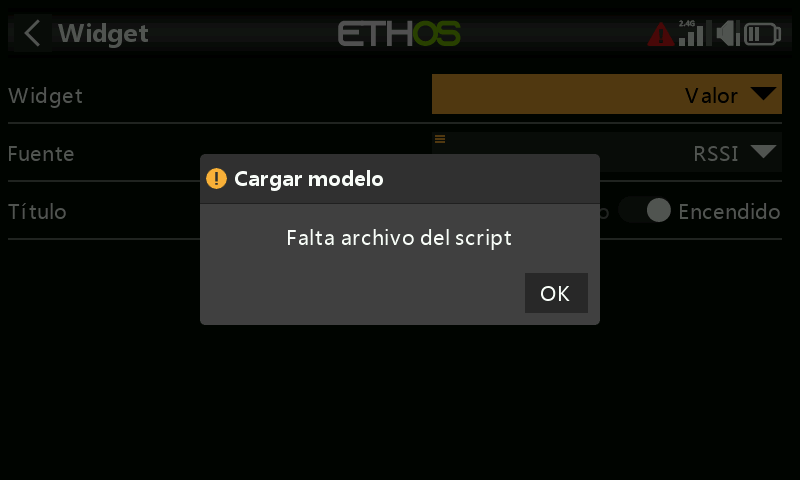 Widget
ETHOS
2.4G
Widget
Valor
Fuente
RSSI
Título
Encendido
Cargar modelo
Falta archivo del script
OK